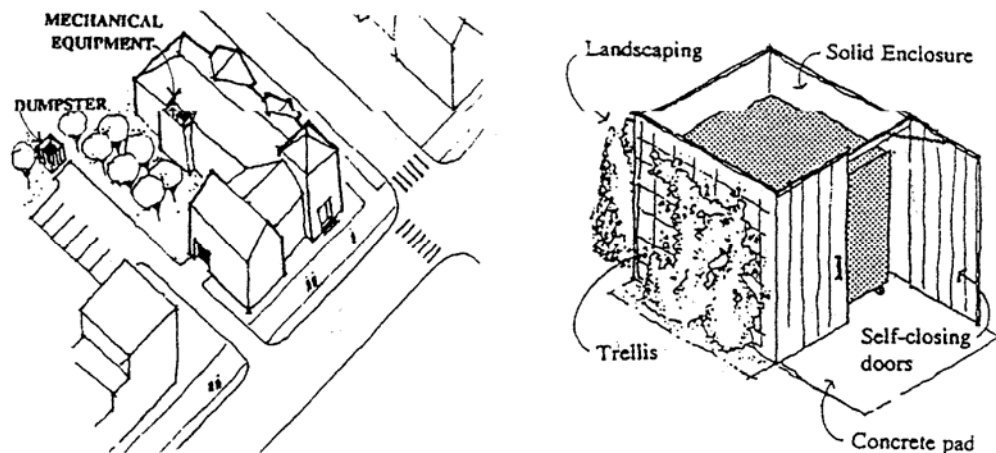 MECHANICAL
EQUIPMENT
DUMPSTER
Landscaping
Solid Enclosure
Trellis
Self-closing
doors
Concrete pad